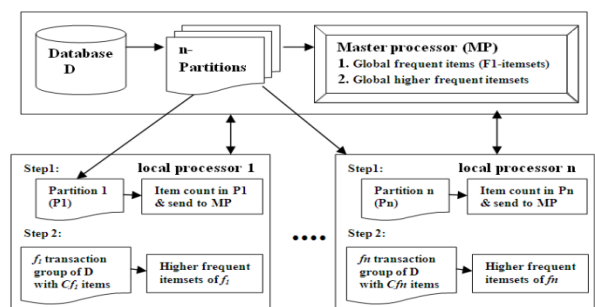 Database
D
n-
Partitions
Master processor (MP)
1. Global frequent items (F1-itemsets)
2. Global higher frequent itemsets
Step1:
local processor 1
Partition 1
(P1)
Item count in P1
& send to MP
Step 2:
f₁ transaction
group of D
with Cf₁ items
Higher frequent
itemsets of f₁
....
Step1:
local processor n
Partition n
(Pn)
Item count in Pn
& send to MP
Step 2:
fn transaction
group of D
with Cfn items
Higher frequent
itemsets of fn